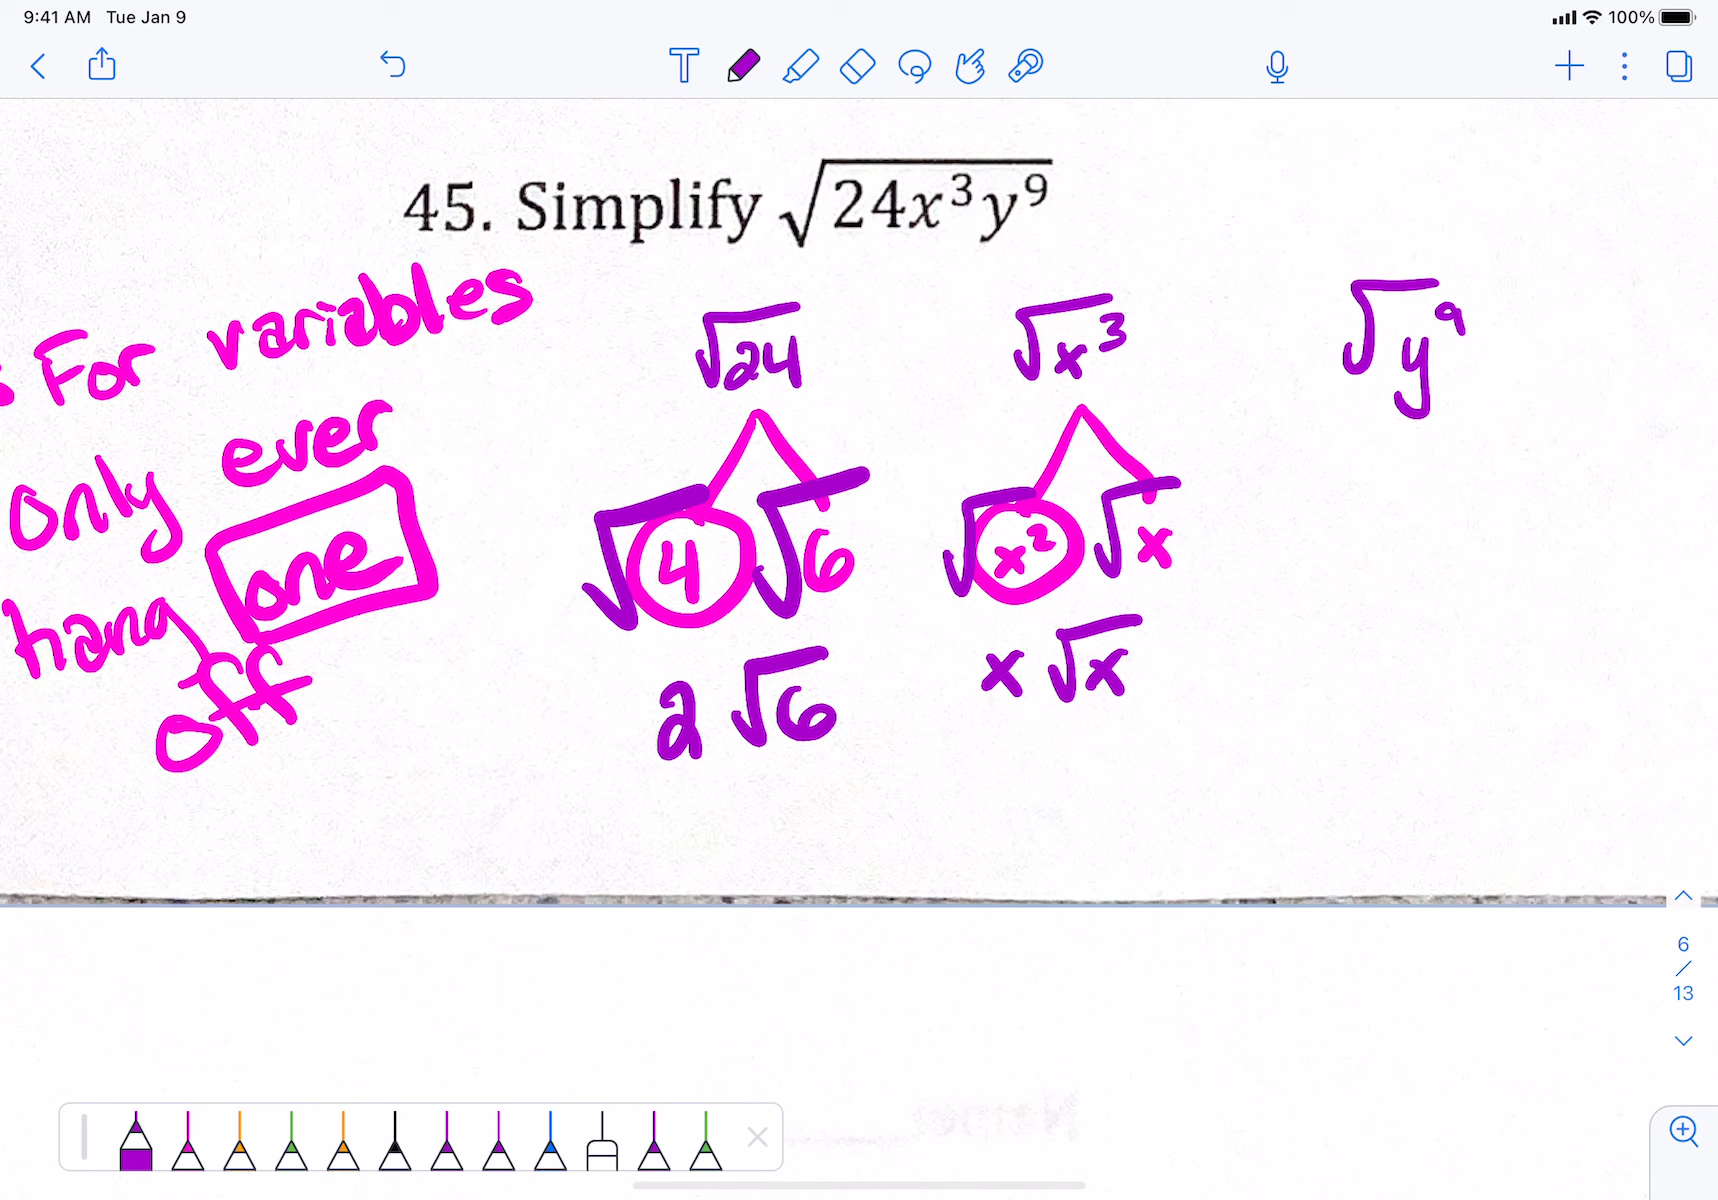 9:41 AM Tue Jan 9
100%
45. Simplify √24x³y⁹
For variables
only ever
one
hang
off
√24
√4 √6
2√6
√x³
√x² √x
x√x
√y⁹
6
/
13